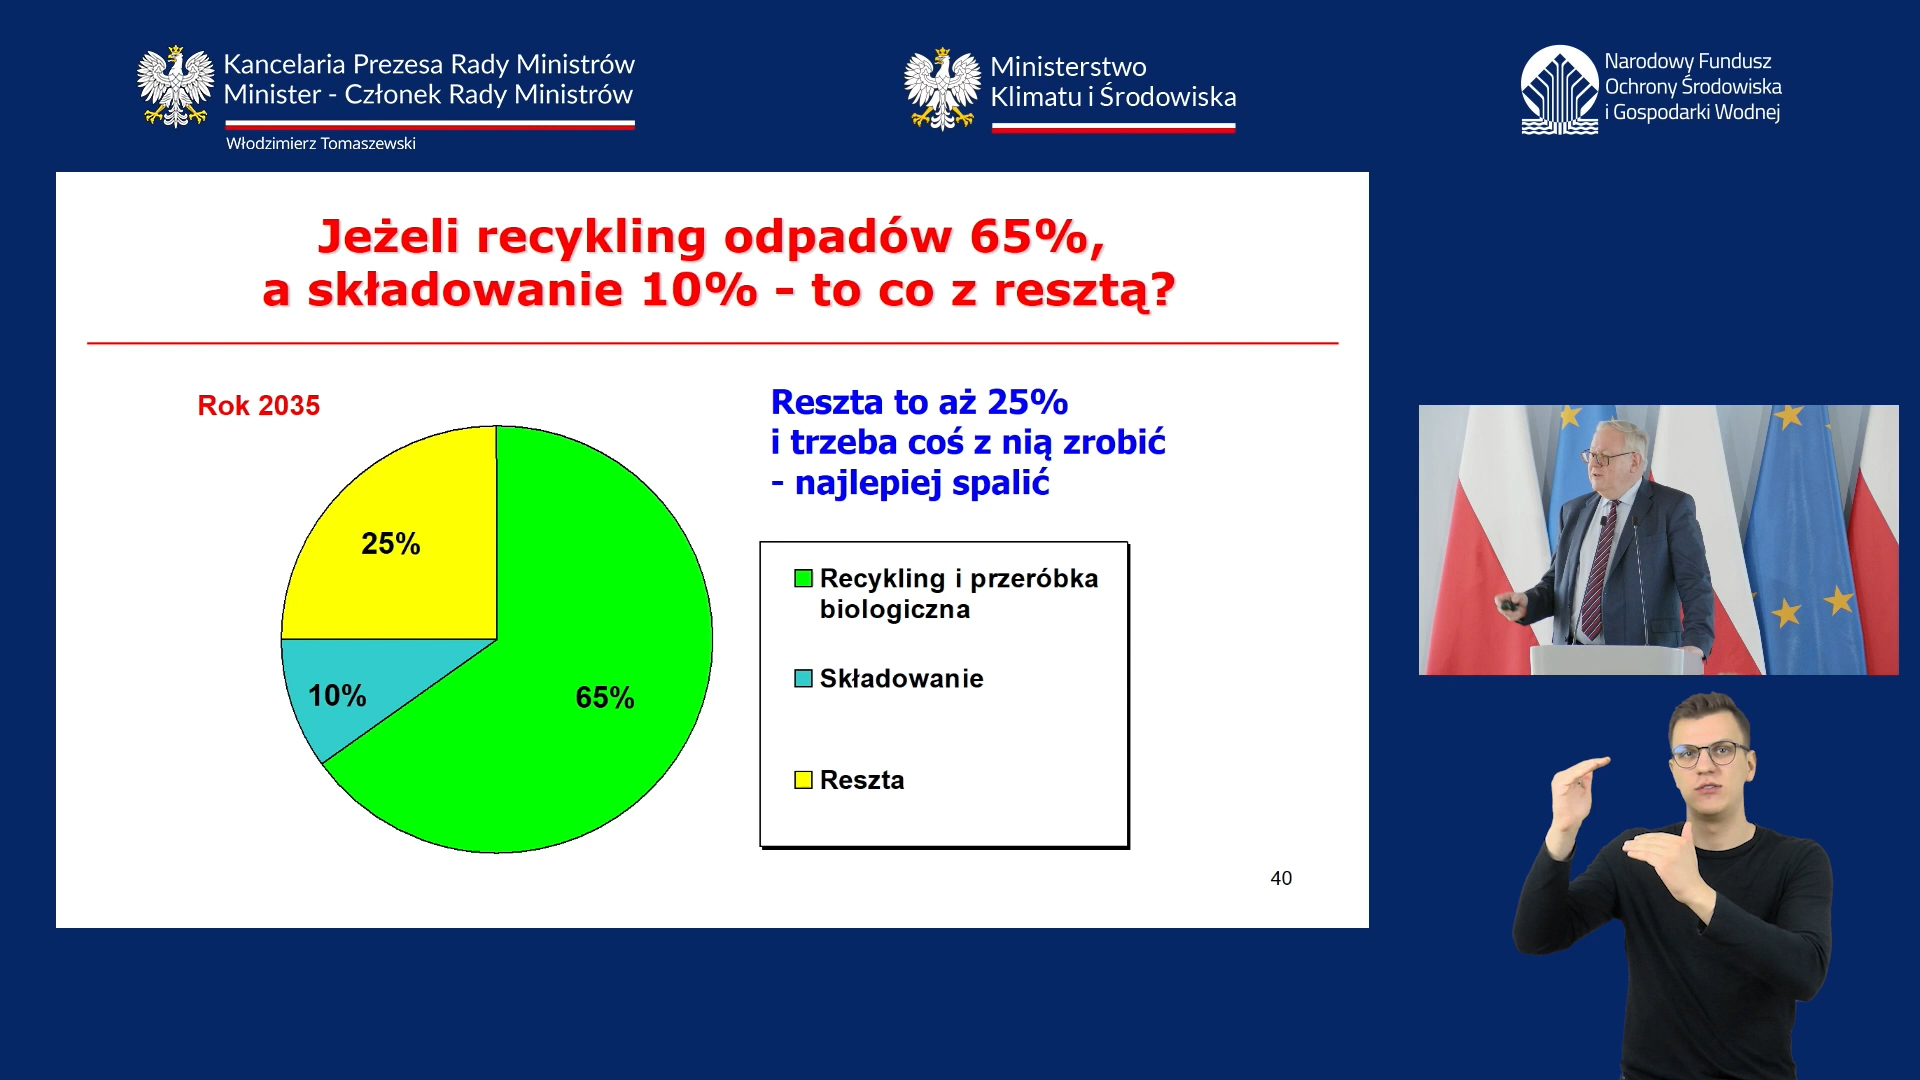 Kancelaria Prezesa Rady Ministrów
Minister - Członek Rady Ministrów
Włodzimierz Tomaszewski
Ministerstwo
Klimatu i Środowiska
Narodowy Fundusz
Ochrony Środowiska
i Gospodarki Wodnej
Jeżeli recykling odpadów 65%,
a składowanie 10% - to co z resztą?
Rok 2035
25%
10%
65%
Reszta to aż 25%
i trzeba coś z nią zrobić
- najlepiej spalić
Recykling i przeróbka
biologiczna
Składowanie
Reszta
40